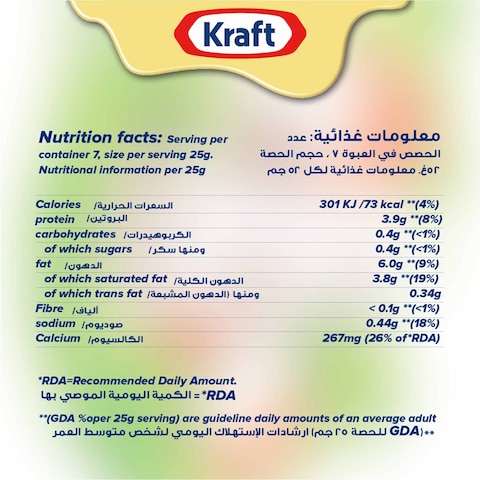 Kraft
Nutrition facts: Serving per
container 7, size per serving 25g.
Nutritional information per 25g
معلومات غذائية: عدد
الحصص في العبوة ٧ ، حجم الحصة
٥٢غ. معلومات غذائية لكل ٥٢ جم
Calories /السعرات الحرارية 301 KJ /73 kcal **(4%)
protein /البروتين 3.9g **(8%)
carbohydrates /الكربوهيدرات 0.4g **(<1%)
of which sugars /ومنها سكر 0.4g **(<1%)
fat /الدهون 6.0g **(9%)
of which saturated fat /الدهون الكلية 3.8g **(19%)
of which trans fat ومنها (الدهون المشبعة/ 0.34g
Fibre /ألياف < 0.1g **(<1%)
sodium /صوديوم 0.44g **(18%)
Calcium /الكالسيوم 267mg (26% of*RDA)
*RDA=Recommended Daily Amount.
*RDA = الكمية اليومية الموصي بها
**(GDA %oper 25g serving) are guideline daily amounts of an average adult
**(GDA للحصة ٢٥ جم) ارشادات الإستهلاك اليومي لشخص متوسط العمر